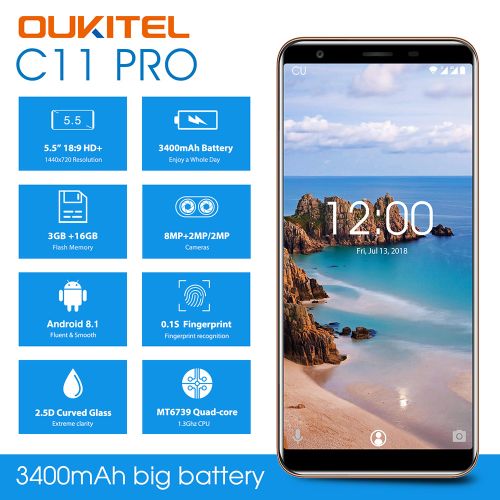 OUKITEL
C11 PRO
5.5
5.5" 18:9 HD+
1440x720 Resolution
3400mAh Battery
Enjoy a Whole Day
3GB +16GB
Flash Memory
8MP+2MP/2MP
Cameras
Android 8.1
Fluent & Smooth
0.1S Fingerprint
Fingerprint recognition
2.5D Curved Glass
Extreme clarity
MT6739 Quad-core
1.3Ghz CPU
3400mAh big battery
CU
12:00
Fri, Jul 13, 2018